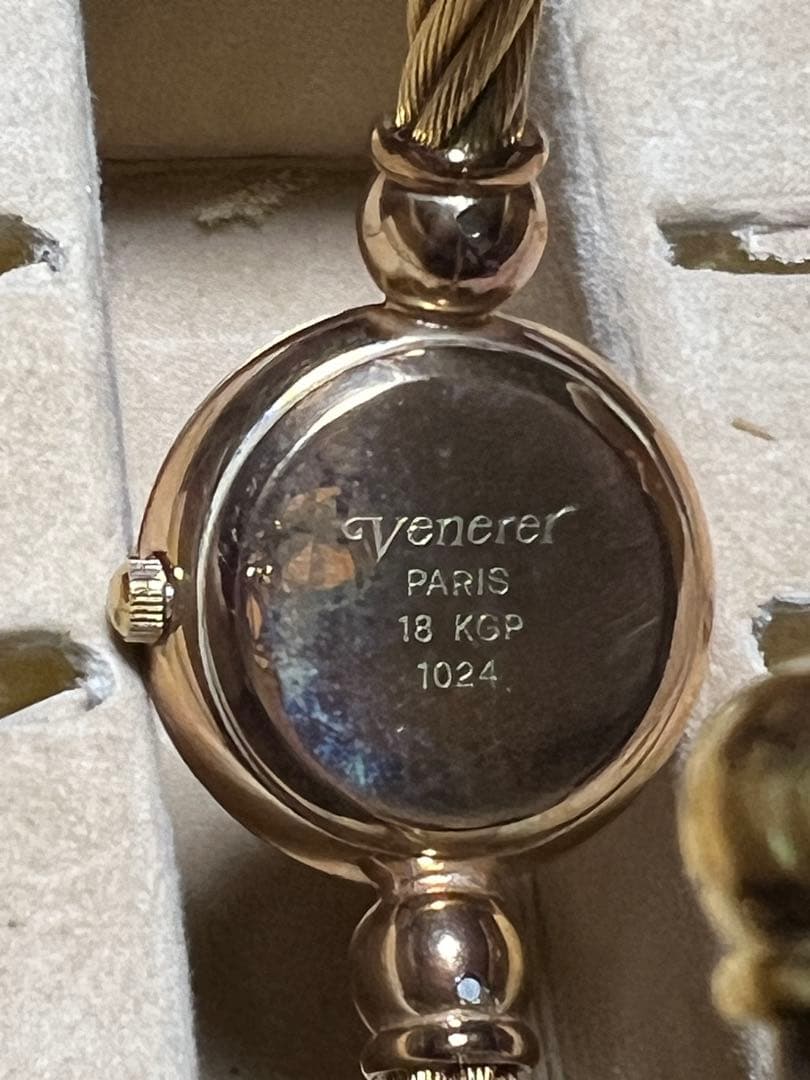 Venerer
PARIS
18 KGP
1024